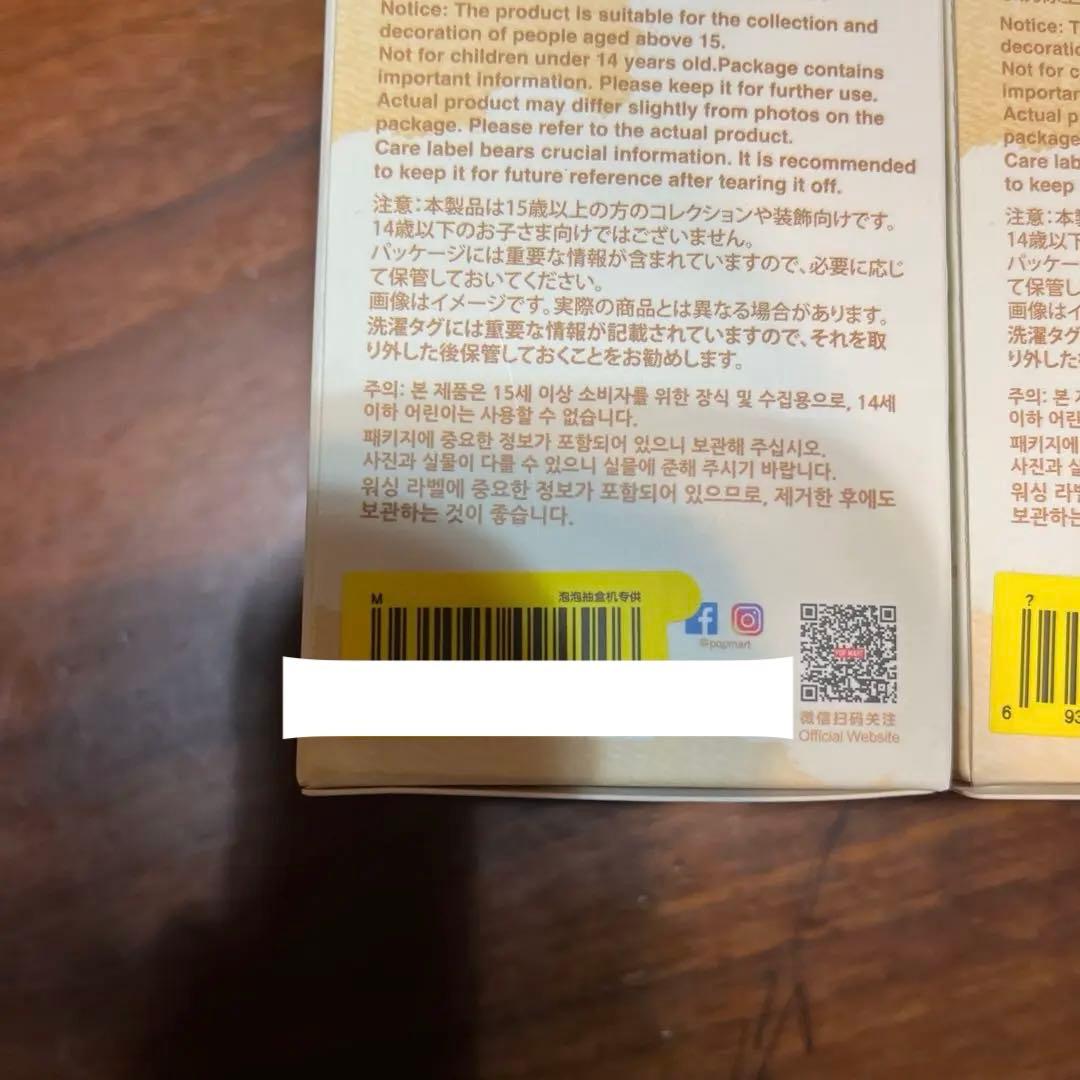 Notice: The product is suitable for the collection and
decoration of people aged above 15.
Not for children under 14 years old.Package contains
important information. Please keep it for further use.
Actual product may differ slightly from photos on the
package. Please refer to the actual product.
Care label bears crucial information. It is recommended
to keep it for future reference after tearing it off.
注意：本製品は15歳以上の方のコレクションや装飾向けです。
14歳以下のお子さま向けではございません。
パッケージには重要な情報が含まれていますので、必要に応じ
て保管しておいてください。
画像はイメージです。実際の商品とは異なる場合があります。
洗濯タグには重要な情報が記載されていますので、それを取
り外した後保管しておくことをお勧めします。
주의: 본 제품은 15세 이상 소비자를 위한 장식 및 수집용으로, 14세
이하 어린이는 사용할 수 없습니다.
패키지에 중요한 정보가 포함되어 있으니 보관해 주십시오.
사진과 실물이 다를 수 있으니 실물에 준해 주시기 바랍니다.
워싱 라벨에 중요한 정보가 포함되어 있으므로, 제거한 후에도
보관하는 것이 좋습니다.
M 泡泡抽盒机专供
@popmart
POP MART
微信扫码关注
Official Website
Notice: T
decoratio
Not for c
importan
Actual p
package
Care lab
to keep
注意：本
14歳以下
パッケー
て保管し
画像はイ
洗濯タグ
り外した
주의: 본
이하 어린
패키지에
사진과 실
워싱 라벨
보관하는
?
6 93